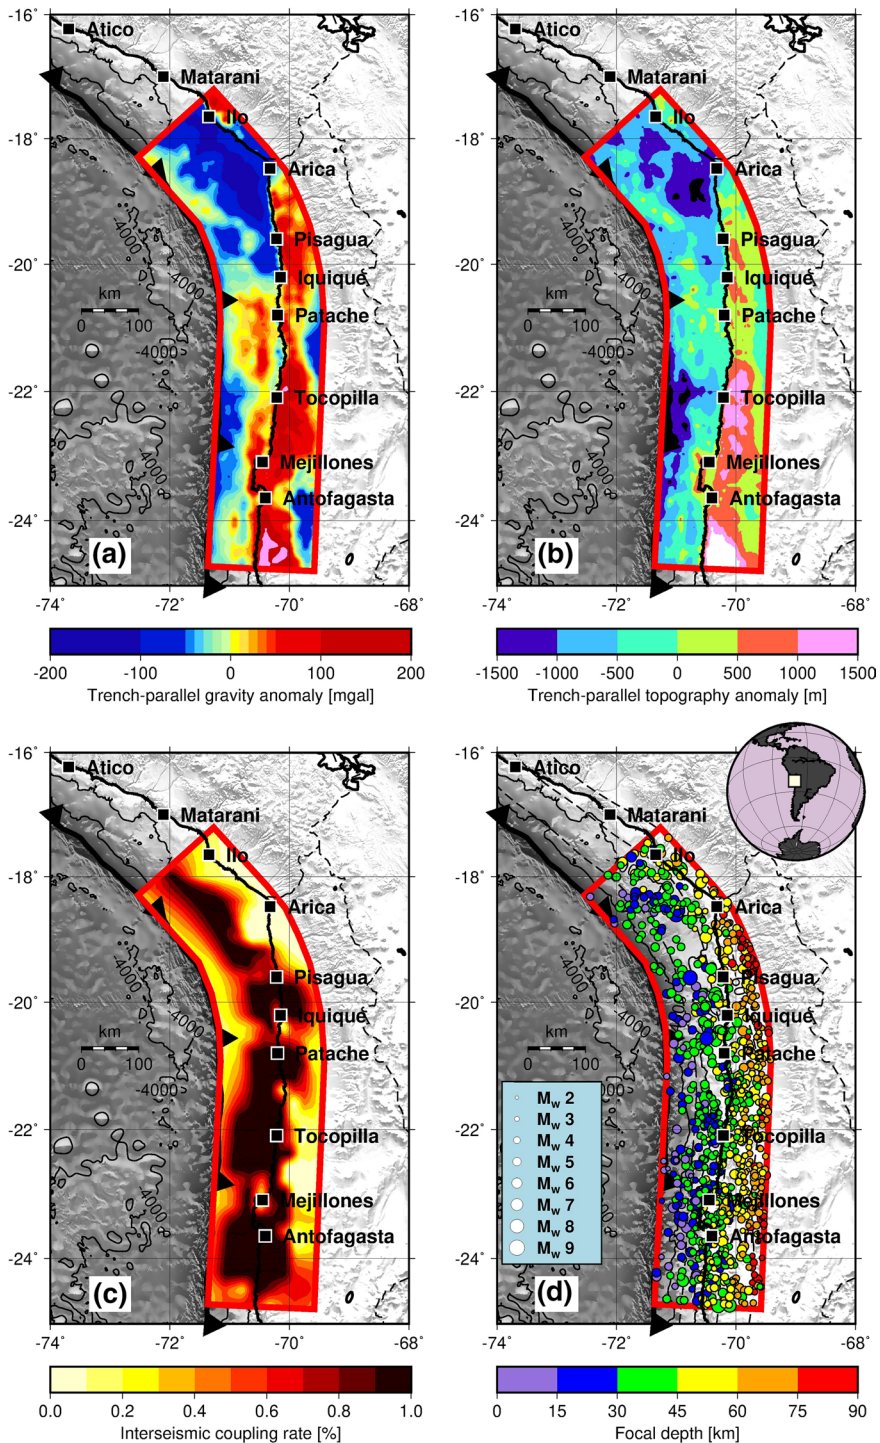 -16°
Atico
Matarani
Ilo
-18°
Arica
Pisagua
-4000
-20°
Iquique
km
0 100
Patache
-4000
-22°
Tocopilla
-4000
Mejillones
Antofagasta
-24°
(a)
-74 -72 -70 -68
-200 -100 0 100 200
Trench-parallel gravity anomaly [mgal]
-16°
Atico
Matarani
Ilo
-18°
Arica
Pisagua
-4000
-20°
Iquique
km
0 100
Patache
-4000
-22°
Tocopilla
-4000
Mejillones
Antofagasta
-24°
(b)
-74 -72 -70 -68
-1500 -1000 -500 0 500 1000 1500
Trench-parallel topography anomaly [m]
-16°
Atico
Matarani
Ilo
-18°
Arica
Pisagua
-4000
-20°
Iquique
km
0 100
Patache
-4000
-22°
Tocopilla
-4000
Mejillones
Antofagasta
-24°
(c)
-74° -72° -70° -68°
0.0 0.2 0.4 0.6 0.8 1.0
Interseismic coupling rate [%]
-16°
Atico
Matarani
Ilo
-18°
Arica
Pisagua
-4000
-20°
Iquique
km
0 100
Patache
-4000
Mw 2
Mw 3
Mw 4
Mw 5
Mw 6
Mw 7
Mw 8
Mw 9
-22°
Tocopilla
Mejillones
Antofagasta
-24°
(d)
-74° -72° -70° -68°
0 15 30 45 60 75 90
Focal depth [km]